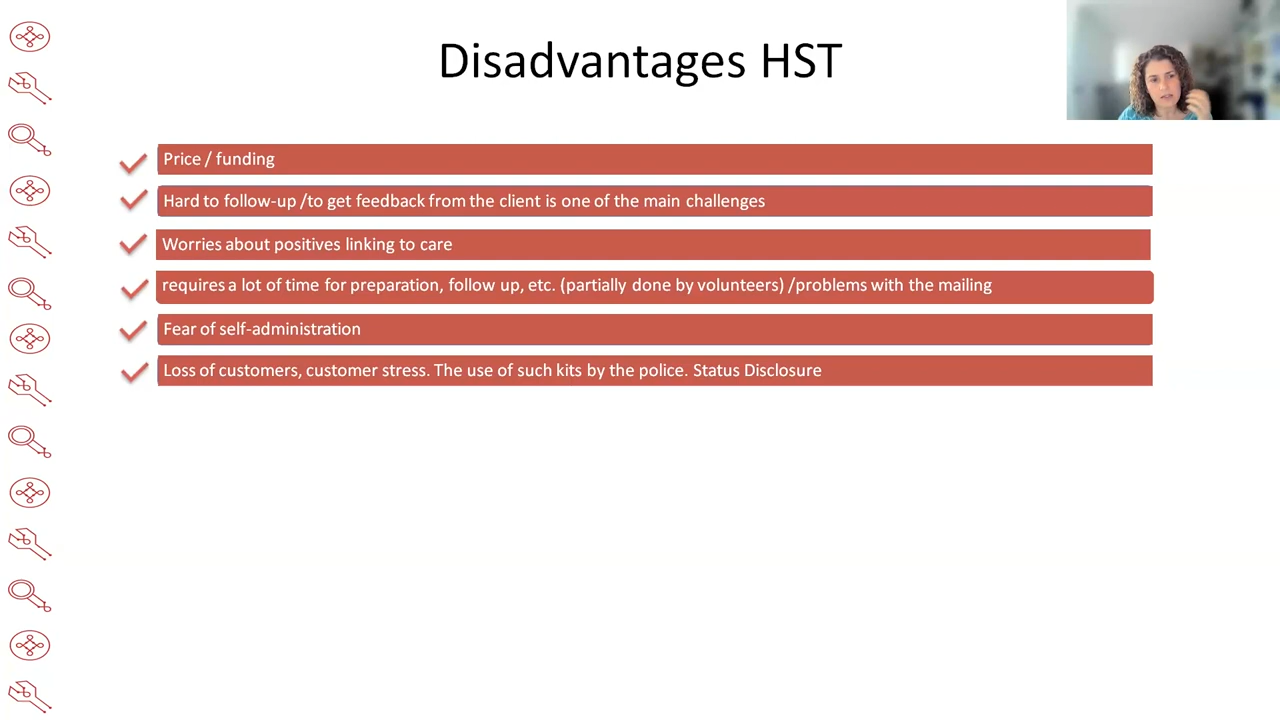 Disadvantages HST
Price / funding
Hard to follow-up /to get feedback from the client is one of the main challenges
Worries about positives linking to care
requires a lot of time for preparation, follow up, etc. (partially done by volunteers) /problems with the mailing
Fear of self-administration
Loss of customers, customer stress. The use of such kits by the police. Status Disclosure